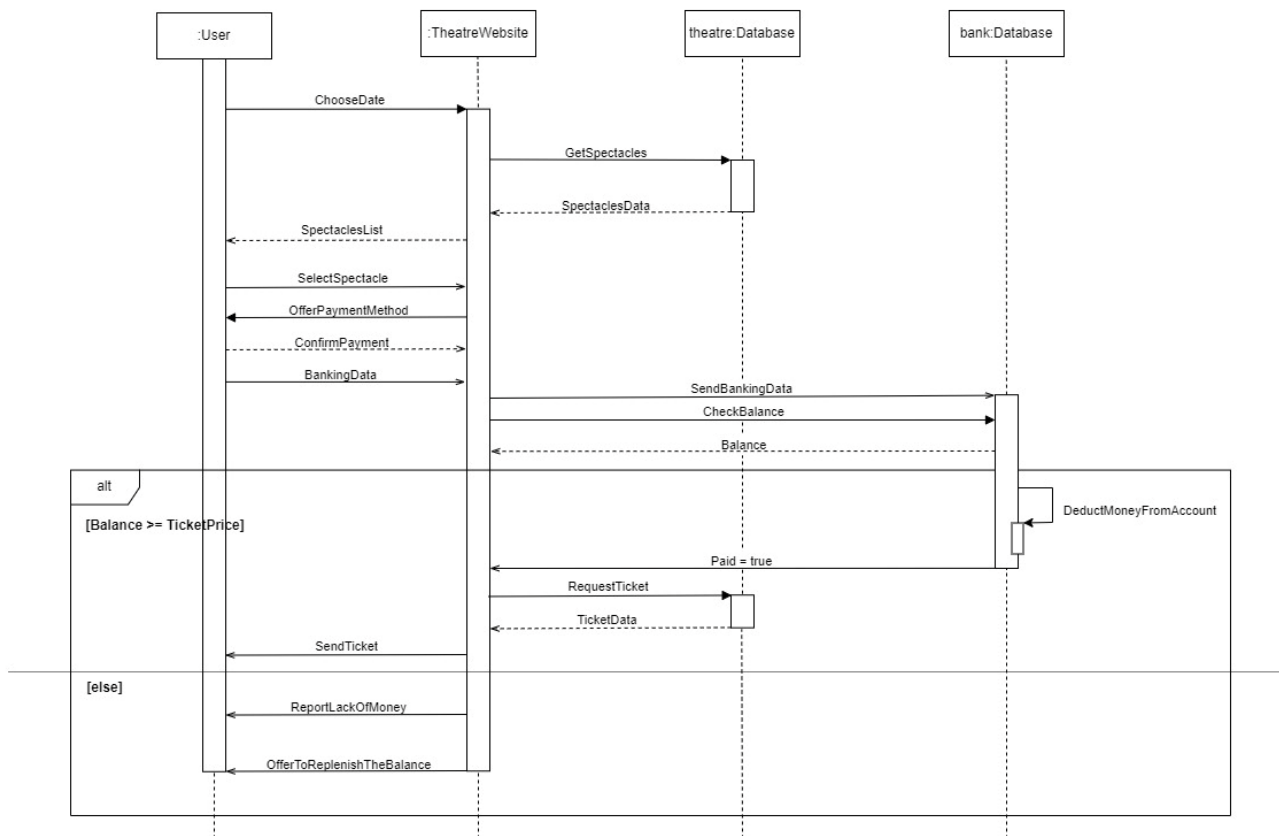 :User
:TheatreWebsite
theatre:Database
bank:Database
ChooseDate
GetSpectacles
SpectaclesData
SpectaclesList
SelectSpectacle
OfferPaymentMethod
ConfirmPayment
BankingData
SendBankingData
CheckBalance
Balance
alt
[Balance >= TicketPrice]
DeductMoneyFromAccount
Paid = true
RequestTicket
TicketData
SendTicket
[else]
ReportLackOfMoney
OfferToReplenishTheBalance